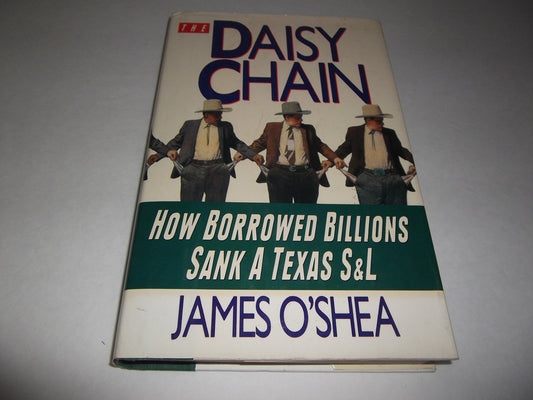 THE
DAISY
CHAIN
HOW BORROWED BILLIONS
SANK A TEXAS S&L
JAMES O'SHEA